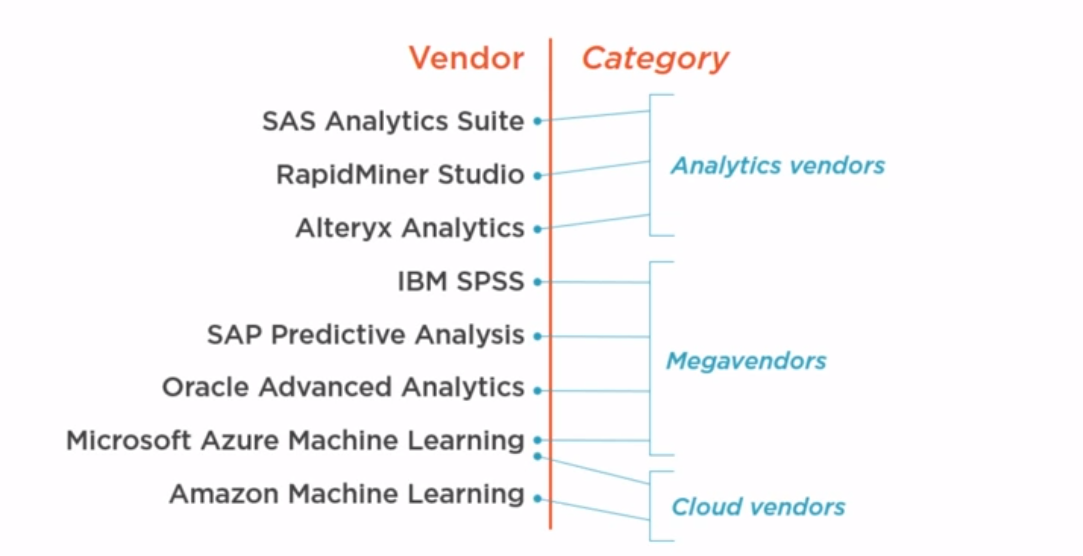 Vendor
Category
SAS Analytics Suite
RapidMiner Studio
Analytics vendors
Alteryx Analytics
IBM SPSS
SAP Predictive Analysis
Megavendors
Oracle Advanced Analytics
Microsoft Azure Machine Learning
Amazon Machine Learning
Cloud vendors